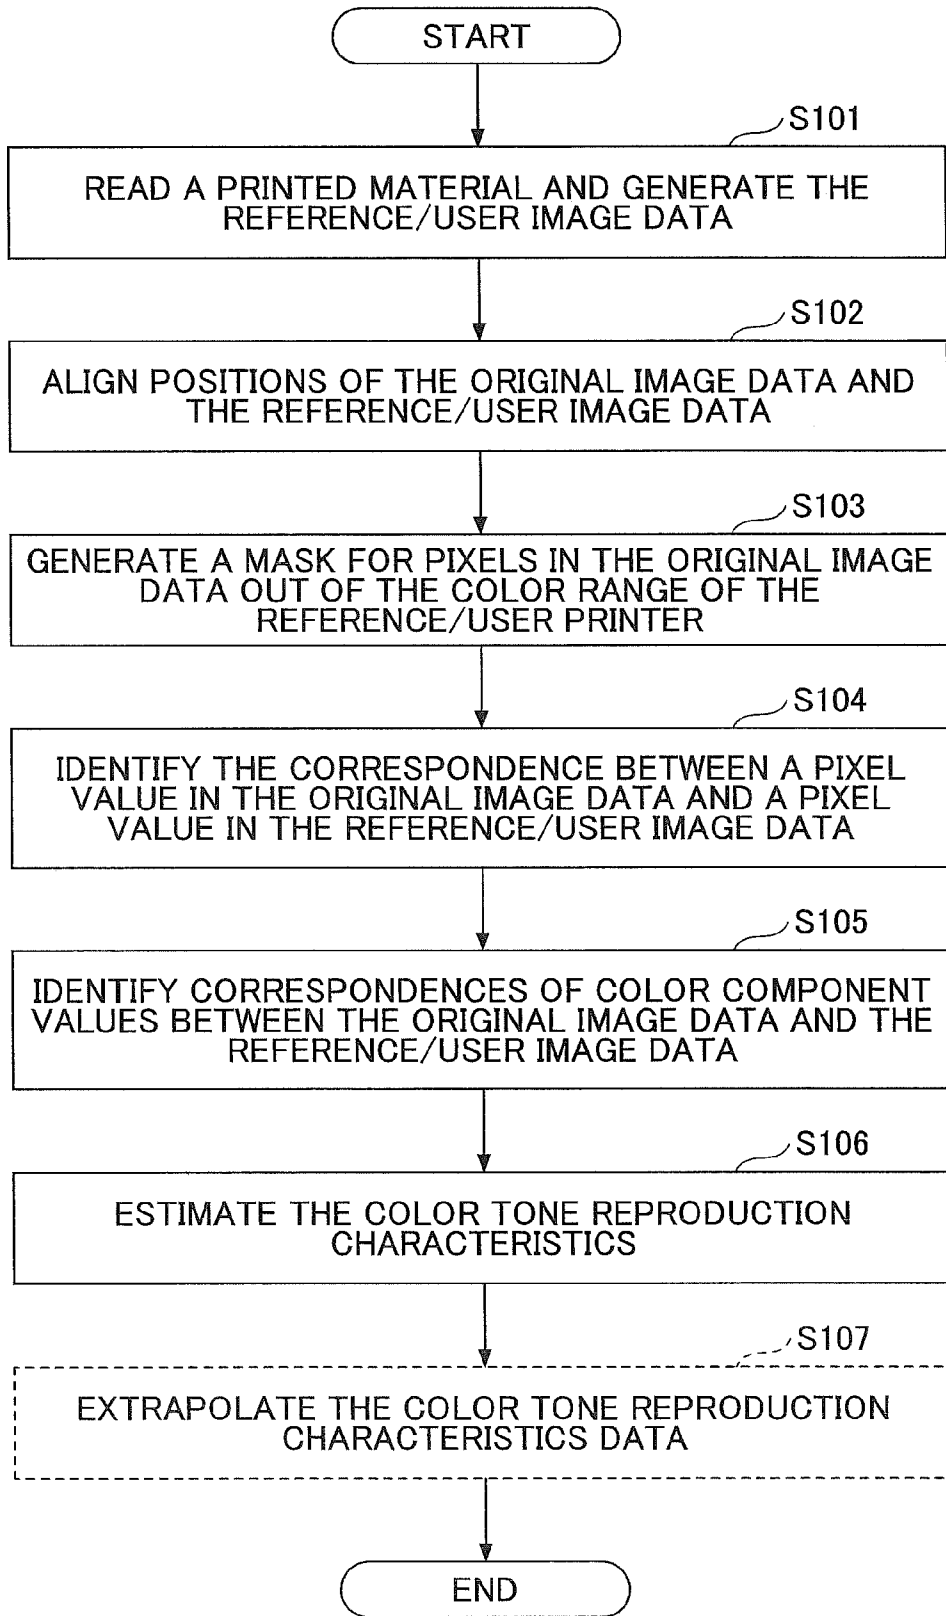 START
S101
READ A PRINTED MATERIAL AND GENERATE THE
REFERENCE/USER IMAGE DATA
S102
ALIGN POSITIONS OF THE ORIGINAL IMAGE DATA AND
THE REFERENCE/USER IMAGE DATA
S103
GENERATE A MASK FOR PIXELS IN THE ORIGINAL IMAGE
DATA OUT OF THE COLOR RANGE OF THE
REFERENCE/USER PRINTER
S104
IDENTIFY THE CORRESPONDENCE BETWEEN A PIXEL
VALUE IN THE ORIGINAL IMAGE DATA AND A PIXEL
VALUE IN THE REFERENCE/USER IMAGE DATA
S105
IDENTIFY CORRESPONDENCES OF COLOR COMPONENT
VALUES BETWEEN THE ORIGINAL IMAGE DATA AND THE
REFERENCE/USER IMAGE DATA
S106
ESTIMATE THE COLOR TONE REPRODUCTION
CHARACTERISTICS
S107
EXTRAPOLATE THE COLOR TONE REPRODUCTION
CHARACTERISTICS DATA
END